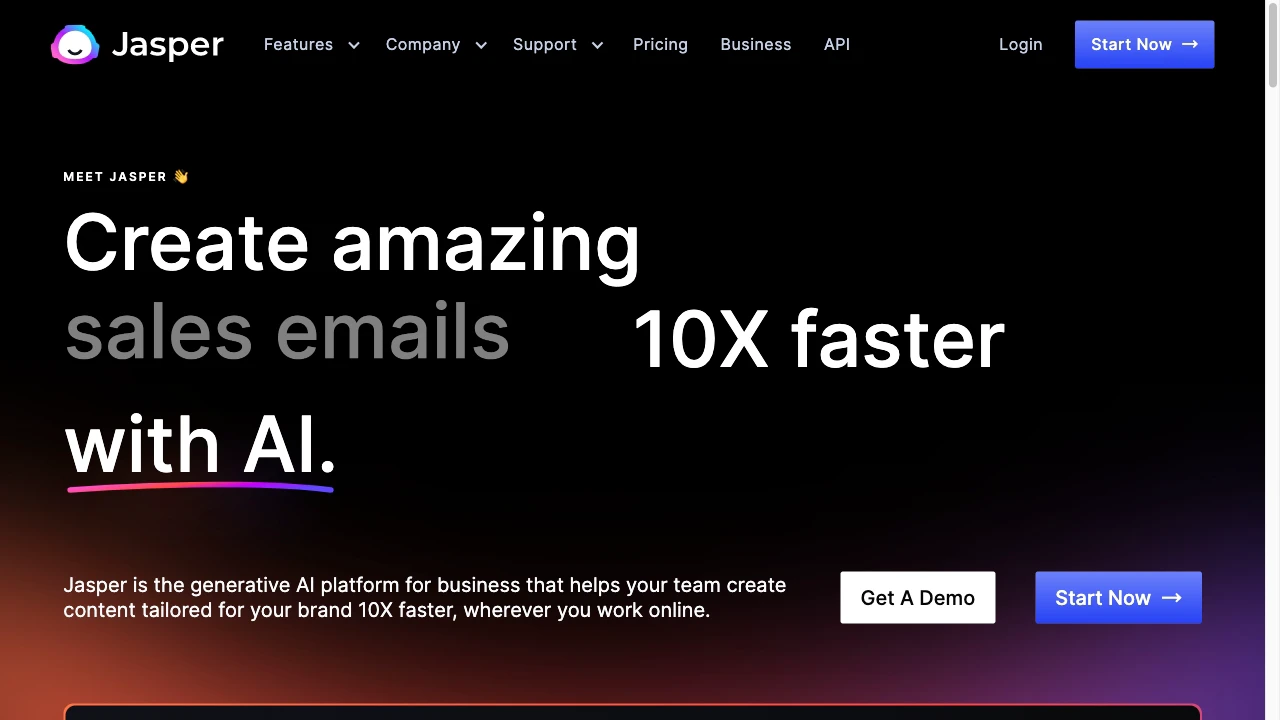 Jasper Features Company Support Pricing Business API Login Start Now →
MEET JASPER 👋
Create amazing
sales emails 10X faster
with AI.
Jasper is the generative AI platform for business that helps your team create
content tailored for your brand 10X faster, wherever you work online.
Get A Demo Start Now →